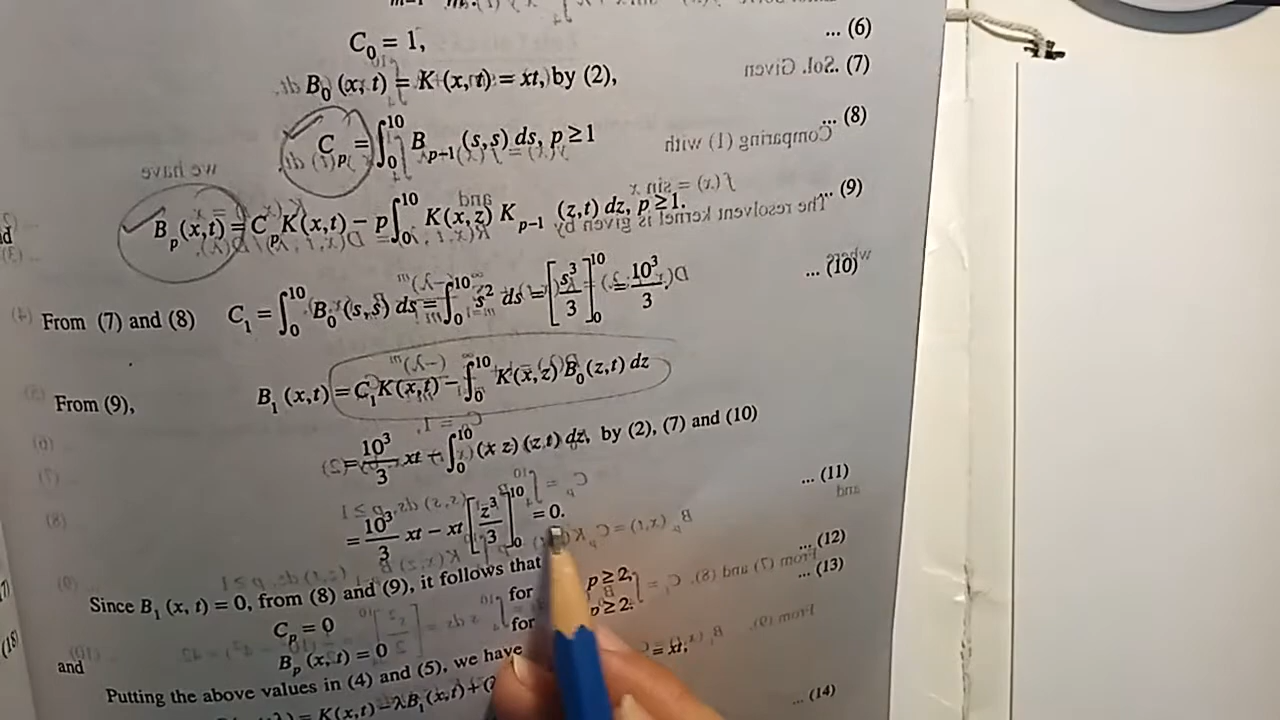 C₀ = 1, ... (6)
B₀ (x, t) = K (x, t) = xt, by (2), ... (7)
C_p = ∫₀¹⁰ B_{p−1} (s, s) ds, p ≥ 1 ... (8)
B_p (x, t) = C_p K (x, t) − p ∫₀¹⁰ K (x, z) K_{p−1} (z, t) dz, p ≥ 1. ... (9)
From (7) and (8) C₁ = ∫₀¹⁰ B₀ (s, s) ds = ∫₀¹⁰ s² ds = [s³/3]₀¹⁰ = 10³/3. ... (10)
From (9), B₁ (x, t) = C₁ K (x, t) − ∫₀¹⁰ K (x, z) B₀ (z, t) dz
= 10³/3 xt − ∫₀¹⁰ (x z) (z t) dz, by (2), (7) and (10)
= 10³/3 xt − xt [z³/3]₀¹⁰ = 0. ... (11)
Since B₁ (x, t) = 0, from (8) and (9), it follows that
C_p = 0 for p ≥ 2, ... (12)
and B_p (x, t) = 0 for p ≥ 2. ... (13)
Putting the above values in (4) and (5), we have
= xt,
= K (x, t) − λB₁ (x, t) + ... (14)